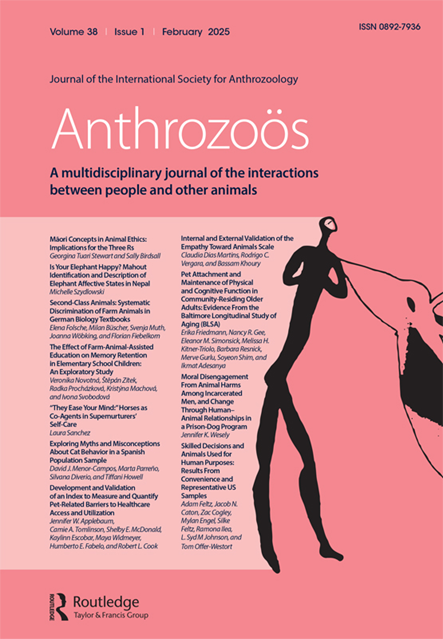 Volume 38 | Issue 1 | February 2025
ISSN 0892-7936
Journal of the International Society for Anthrozoology
Anthrozoös
A multidisciplinary journal of the interactions
between people and other animals
Māori Concepts in Animal Ethics:
Implications for the Three Rs
Georgina Tuari Stewart and Sally Birdsall
Is Your Elephant Happy? Mahout
Identification and Description of
Elephant Affective States in Nepal
Michelle Szydlowski
Second-Class Animals: Systematic
Discrimination of Farm Animals in
German Biology Textbooks
Elena Folsche, Milan Büscher, Svenja Muth,
Joanna Wöbking, and Florian Fiebelkorn
The Effect of Farm-Animal-Assisted
Education on Memory Retention
in Elementary School Children:
An Exploratory Study
Veronika Novotná, Štěpán Zítek,
Radka Procházková, Kristýna Machová,
and Ivona Svobodová
"They Ease Your Mind:" Horses as
Co-Agents in Supernurturers'
Self-Care
Laura Sanchez
Exploring Myths and Misconceptions
About Cat Behavior in a Spanish
Population Sample
David J. Menor-Campos, Marta Parreño,
Silvana Diverio, and Tiffani Howell
Development and Validation
of an Index to Measure and Quantify
Pet-Related Barriers to Healthcare
Access and Utilization
Jennifer W. Applebaum,
Camie A. Tomlinson, Shelby E. McDonald,
Kaylinn Escobar, Maya Widmeyer,
Humberto E. Fabelo, and Robert L. Cook
Internal and External Validation of the
Empathy Toward Animals Scale
Claudia Dias Martins, Rodrigo C.
Vergara, and Bassam Khoury
Pet Attachment and
Maintenance of Physical
and Cognitive Function in
Community-Residing Older
Adults: Evidence From the
Baltimore Longitudinal Study of
Aging (BLSA)
Erika Friedmann, Nancy R. Gee,
Eleanor M. Simonsick, Melissa H.
Kitner-Triolo, Barbara Resnick,
Merve Gurlu, Soyeon Shim, and
Ikmat Adesanya
Moral Disengagement
From Animal Harms
Among Incarcerated
Men, and Change
Through Human–
Animal Relationships in
a Prison-Dog Program
Jennifer K. Wesely
Skilled Decisions and
Animals Used for
Human Purposes:
Results From
Convenience and
Representative US
Samples
Adam Feltz, Jacob N.
Caton, Zac Cogley,
Mylan Engel, Silke
Feltz, Ramona Ilea,
L. Syd M Johnson, and
Tom Offer-Westort
Routledge
Taylor & Francis Group